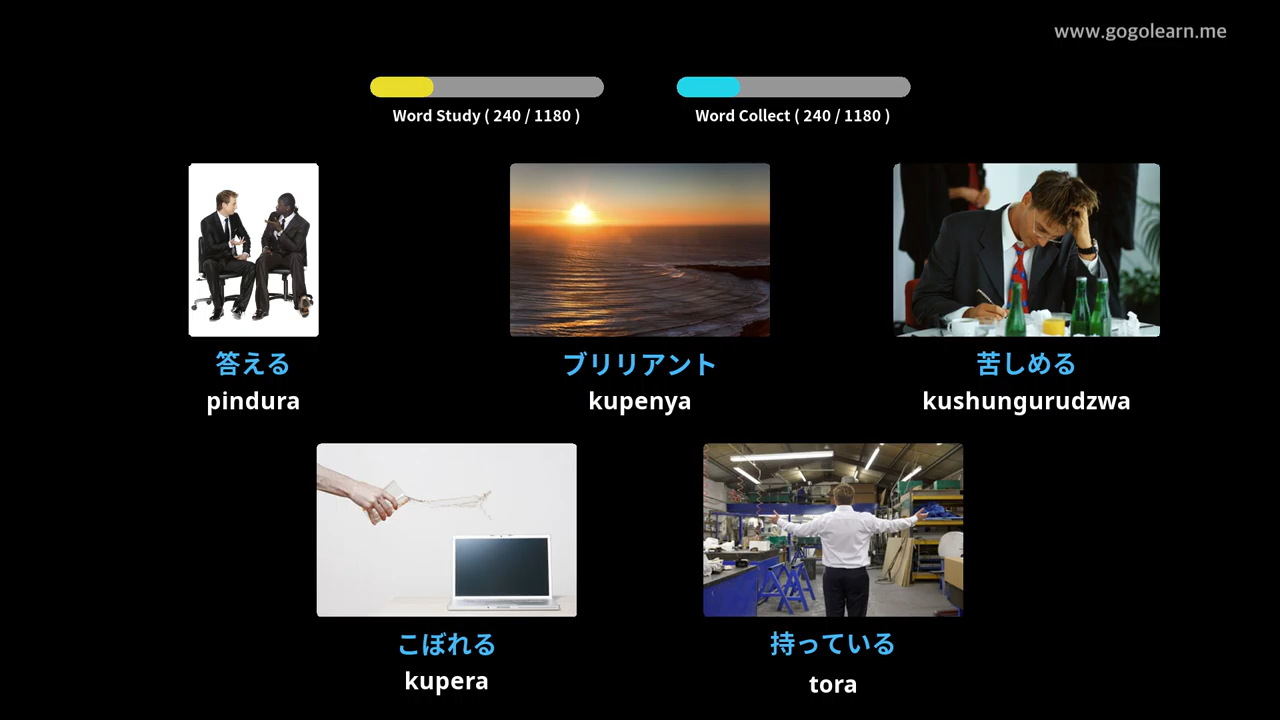 www.gogolearn.me
Word Study ( 240 / 1180 )
Word Collect ( 240 / 1180 )
答える
pindura
ブリリアント
kupenya
苦しめる
kushungurudzwa
こぼれる
kupera
持っている
tora